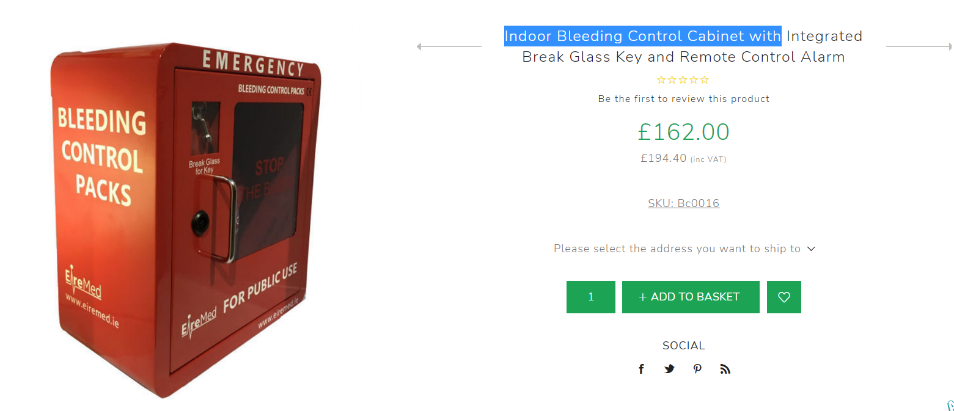 EMERGENCY
BLEEDING CONTROL PACKS
BLEEDING
CONTROL
PACKS
Break Glass
for Key
STOP
THE
EireMed
www.eiremed.ie
FOR PUBLIC USE
EireMed
www.eiremed.ie
Indoor Bleeding Control Cabinet with Integrated
Break Glass Key and Remote Control Alarm
Be the first to review this product
£162.00
£194.40 (inc VAT)
SKU: Bc0016
Please select the address you want to ship to
1
+ ADD TO BASKET
SOCIAL